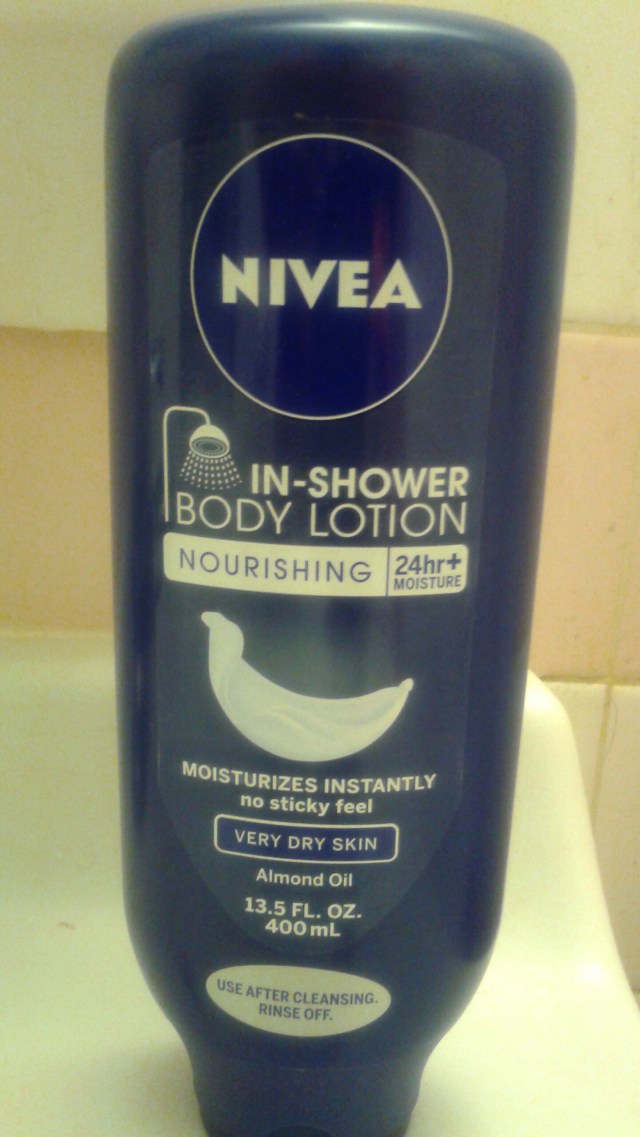 NIVEA
IN-SHOWER
BODY LOTION
NOURISHING 24hr+
MOISTURE
MOISTURIZES INSTANTLY
no sticky feel
VERY DRY SKIN
Almond Oil
13.5 FL. OZ.
400 mL
USE AFTER CLEANSING.
RINSE OFF.